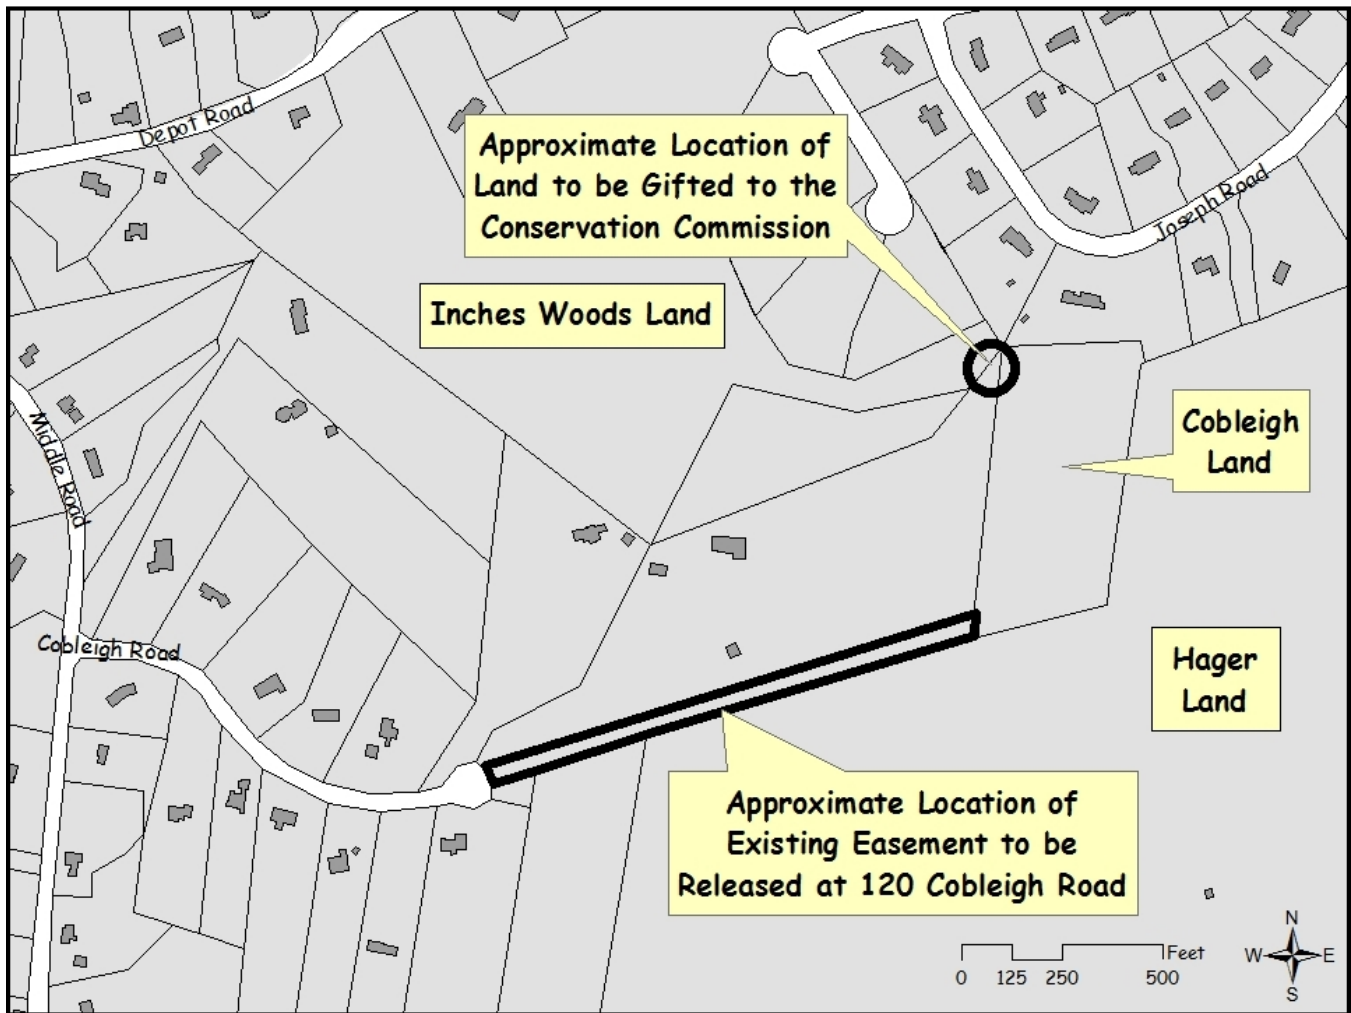 Depot Road
Approximate Location of
Land to be Gifted to the
Conservation Commission
Joseph Road
Inches Woods Land
Cobleigh
Land
Middle Road
Cobleigh Road
Hager
Land
Approximate Location of
Existing Easement to be
Released at 120 Cobleigh Road
Feet
0 125 250 500
N
W E
S